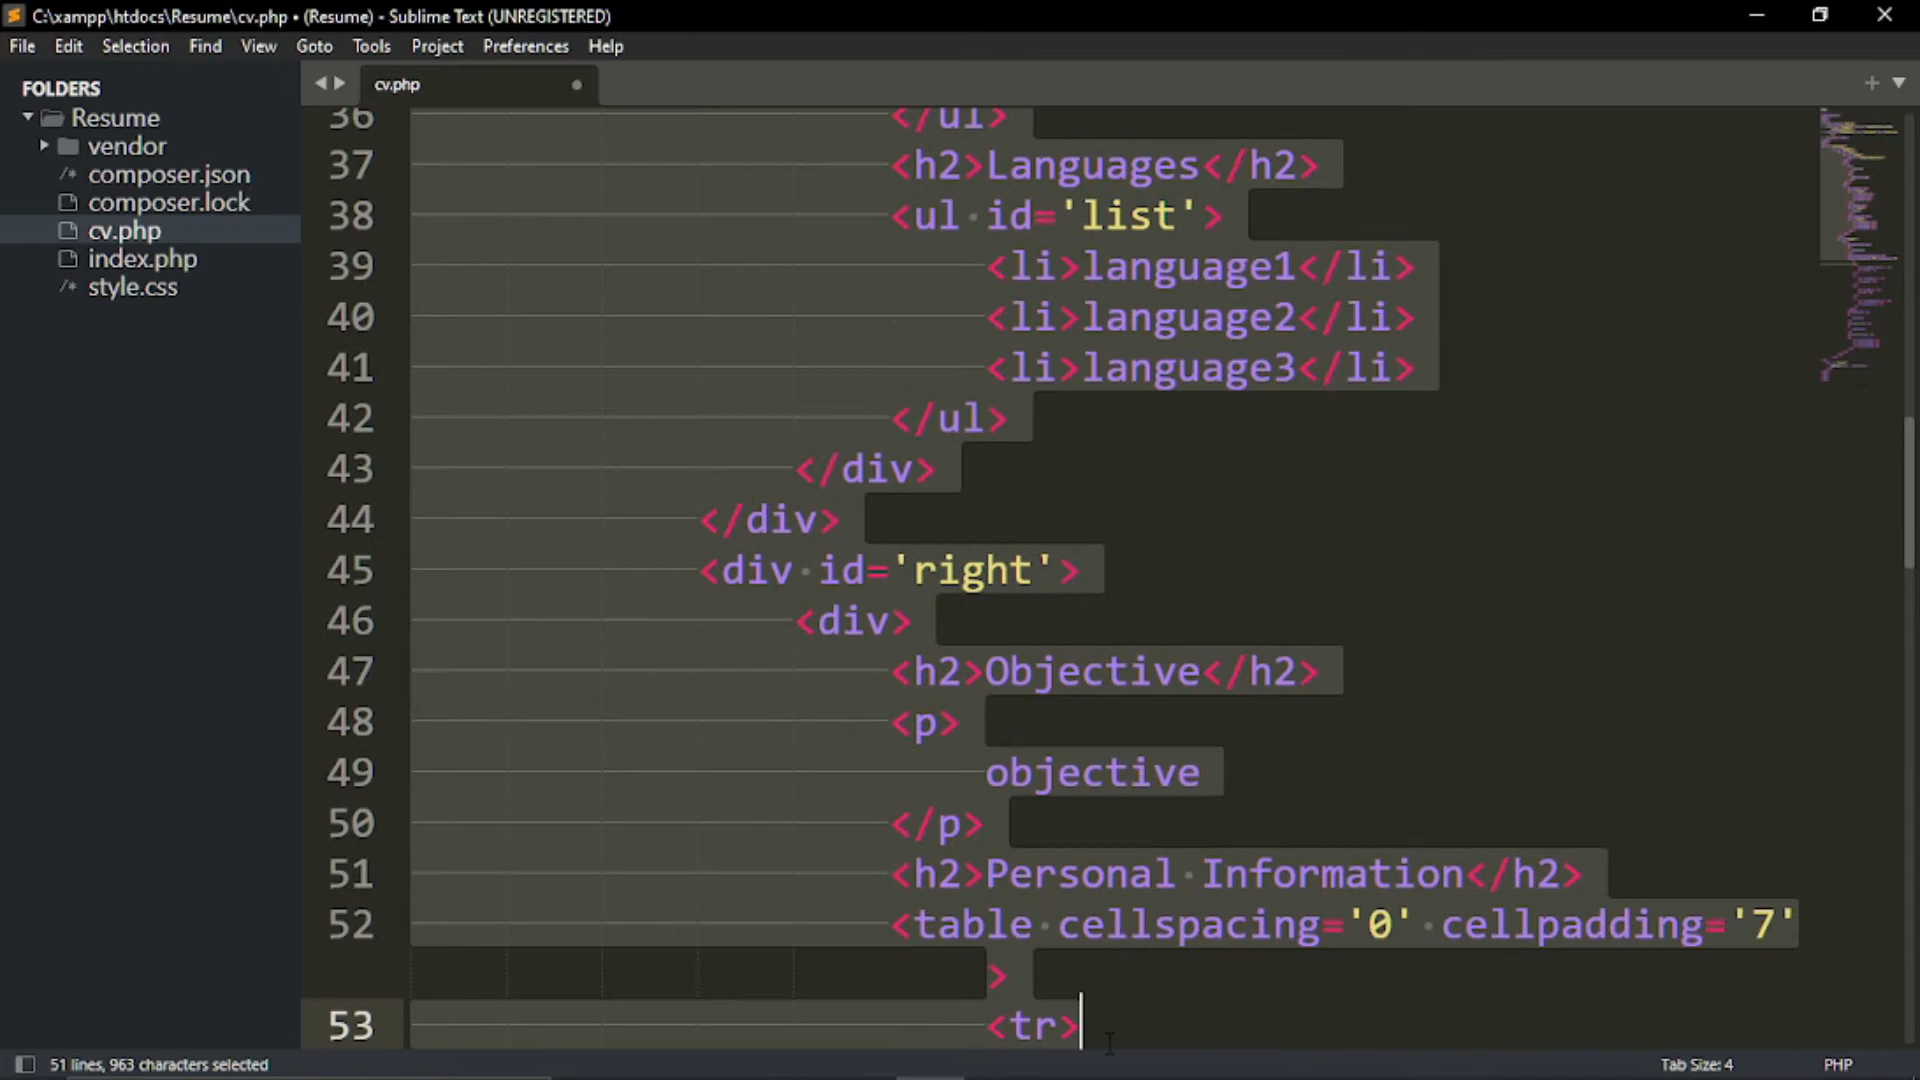 C:\xampp\htdocs\Resume\cv.php • (Resume) - Sublime Text (UNREGISTERED)
File Edit Selection Find View Goto Tools Project Preferences Help
FOLDERS
Resume
vendor
composer.json
composer.lock
cv.php
index.php
style.css
cv.php
36 </ul>
37 <h2>Languages</h2>
38 <ul id='list'>
39 <li>language1</li>
40 <li>language2</li>
41 <li>language3</li>
42 </ul>
43 </div>
44 </div>
45 <div id='right'>
46 <div>
47 <h2>Objective</h2>
48 <p>
49 objective
50 </p>
51 <h2>Personal Information</h2>
52 <table cellspacing='0' cellpadding='7'
>
53 <tr>
51 lines, 963 characters selected
Tab Size: 4
PHP